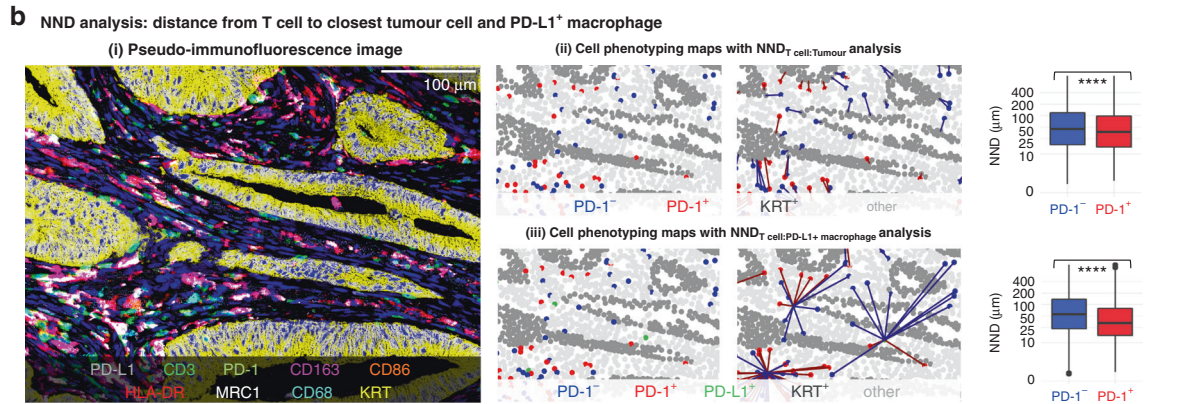 b NND analysis: distance from T cell to closest tumour cell and PD-L1⁺ macrophage
(i) Pseudo-immunofluorescence image
100 μm
PD-L1 CD3 PD-1 CD163 CD86
HLA-DR MRC1 CD68 KRT
(ii) Cell phenotyping maps with NND T cell:Tumour analysis
PD-1⁻ PD-1⁺ KRT⁺ other
NND (μm)
400
200
100
50
25
10
0
****
PD-1⁻ PD-1⁺
(iii) Cell phenotyping maps with NND T cell:PD-L1+ macrophage analysis
PD-1⁻ PD-1⁺ PD-L1⁺ KRT⁺ other
NND (μm)
400
200
100
50
25
10
0
****
PD-1⁻ PD-1⁺